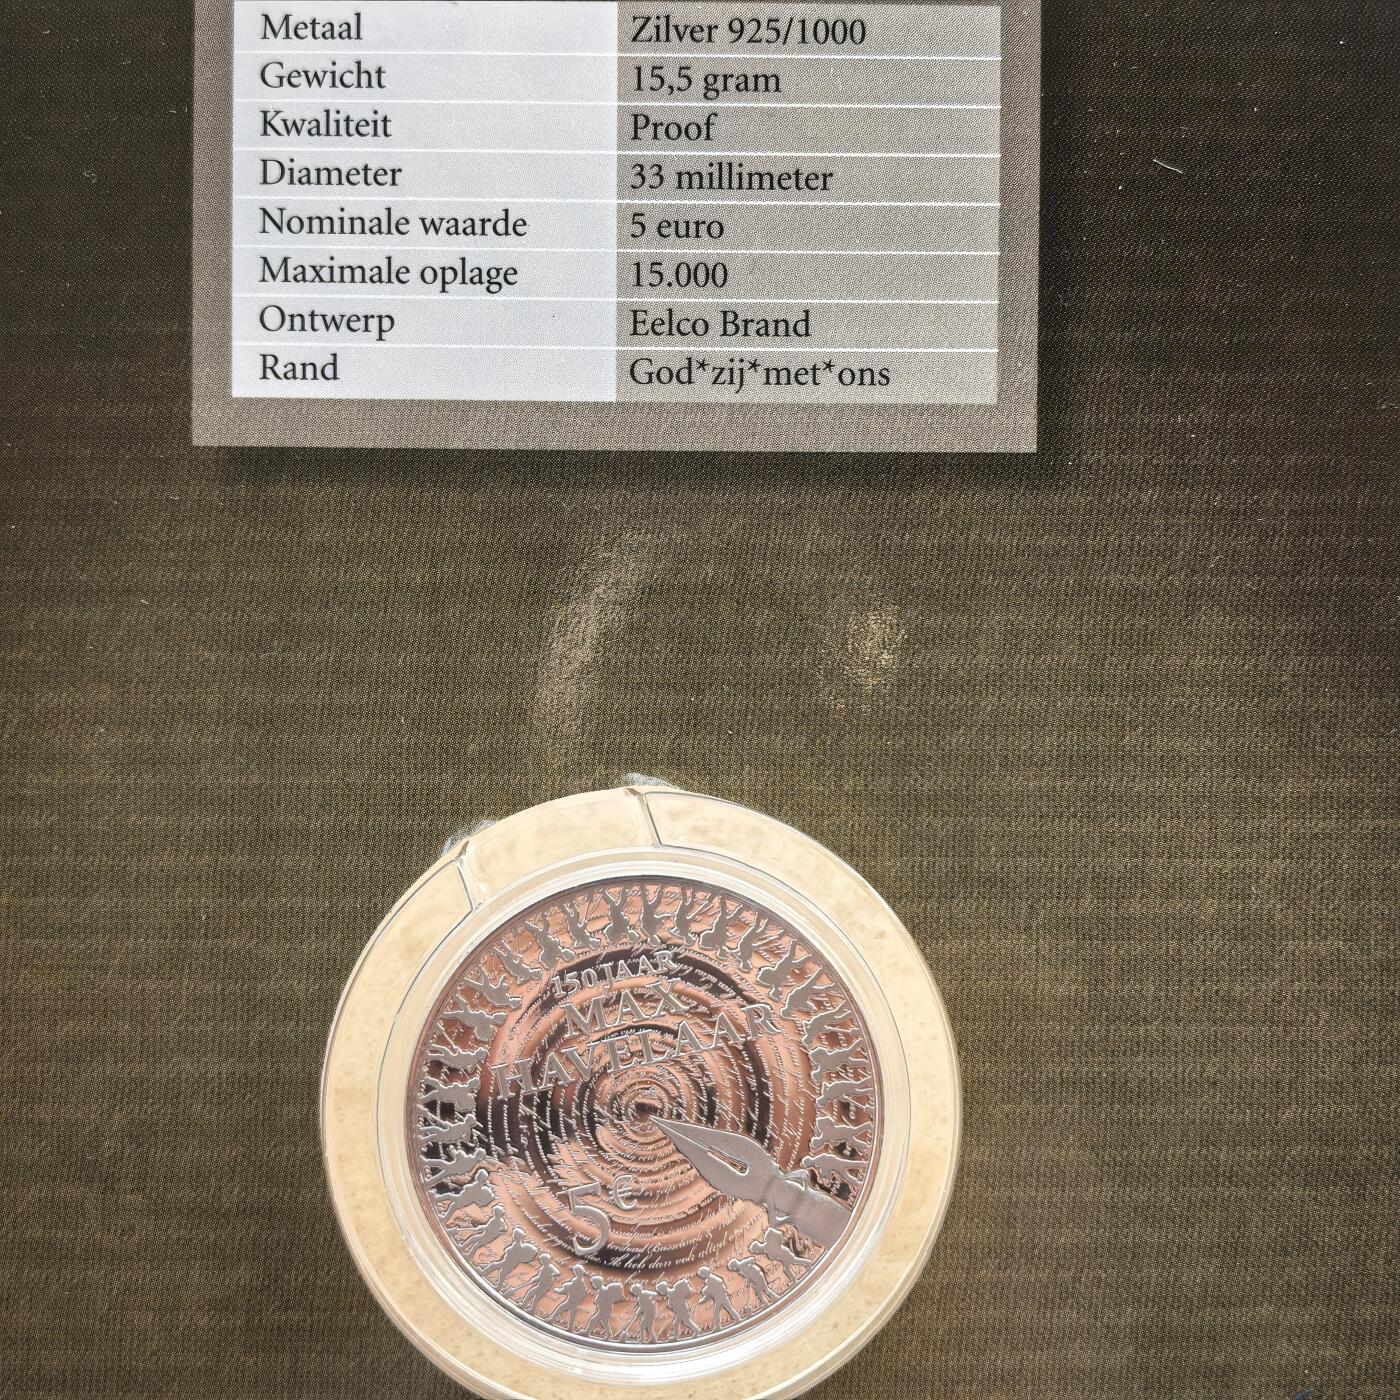 Metaal Zilver 925/1000
Gewicht 15,5 gram
Kwaliteit Proof
Diameter 33 millimeter
Nominale waarde 5 euro
Maximale oplage 15.000
Ontwerp Eelco Brand
Rand God*zij*met*ons
150 JAAR
MAX
HAVELAAR
5 €